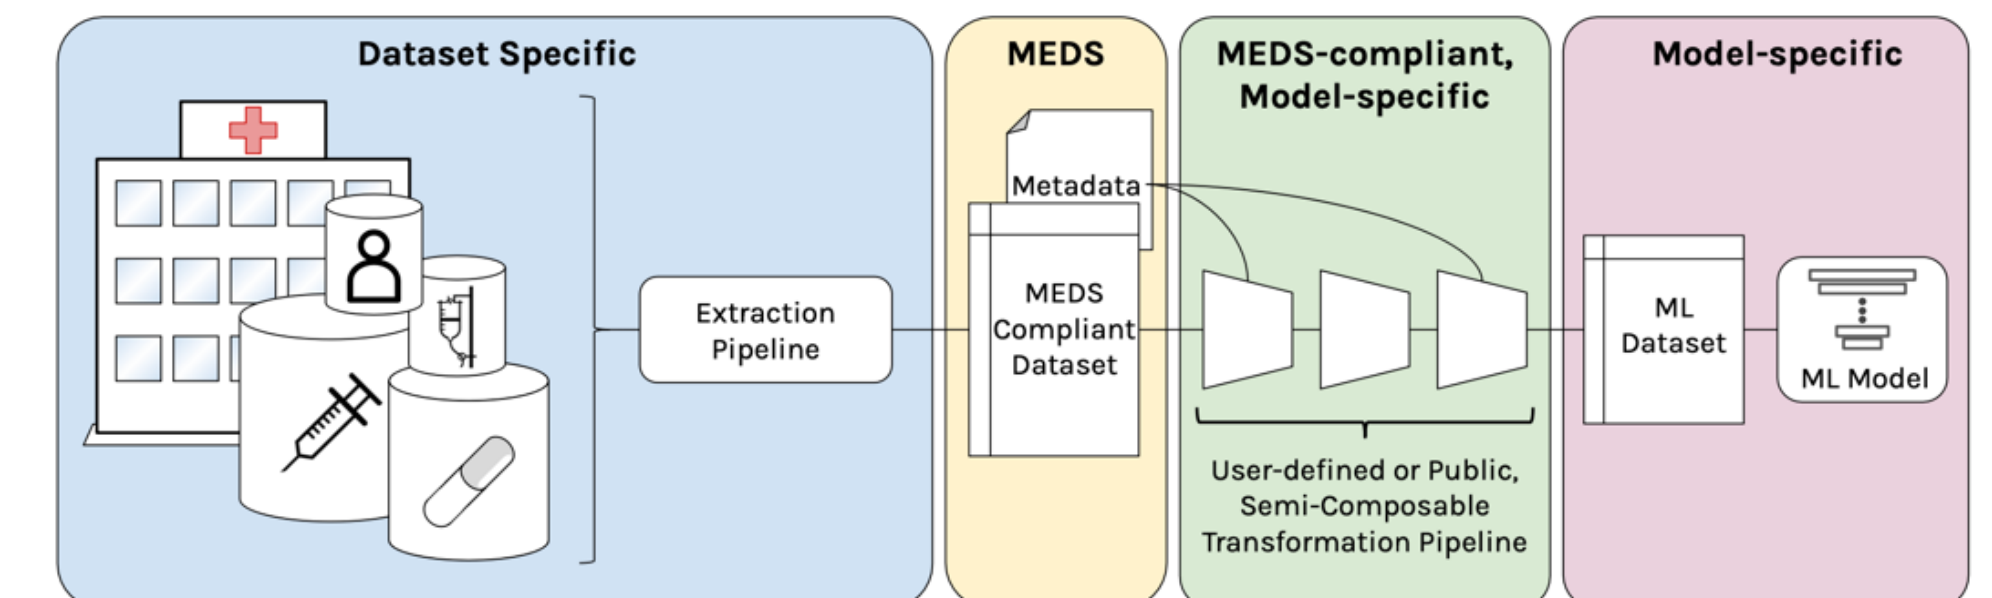 Dataset Specific
Extraction
Pipeline
MEDS
Metadata
MEDS
Compliant
Dataset
MEDS-compliant,
Model-specific
User-defined or Public,
Semi-Composable
Transformation Pipeline
Model-specific
ML
Dataset
ML Model